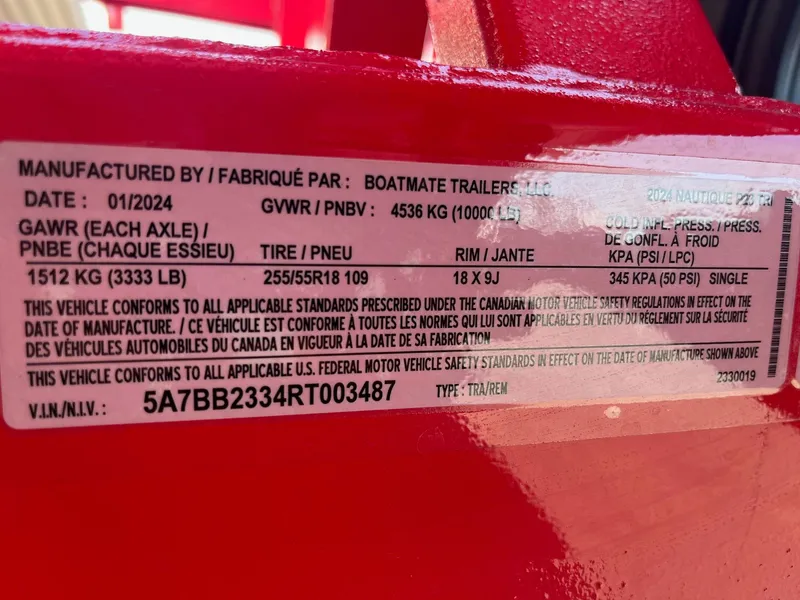 MANUFACTURED BY / FABRIQUÉ PAR : BOATMATE TRAILERS, LLC. 2024 NAUTIQUE P23 TRI
DATE : 01/2024 GVWR / PNBV : 4536 KG (10000 LB)
GAWR (EACH AXLE) / COLD INFL. PRESS. / PRESS.
PNBE (CHAQUE ESSIEU) TIRE / PNEU RIM / JANTE DE GONFL. À FROID
KPA (PSI / LPC)
1512 KG (3333 LB) 255/55R18 109 18 X 9J 345 KPA (50 PSI) SINGLE
THIS VEHICLE CONFORMS TO ALL APPLICABLE STANDARDS PRESCRIBED UNDER THE CANADIAN MOTOR VEHICLE SAFETY REGULATIONS IN EFFECT ON THE
DATE OF MANUFACTURE. / CE VÉHICULE EST CONFORME À TOUTES LES NORMES QUI LUI SONT APPLICABLES EN VERTU DU RÈGLEMENT SUR LA SÉCURITÉ
DES VÉHICULES AUTOMOBILES DU CANADA EN VIGUEUR À LA DATE DE SA FABRICATION
THIS VEHICLE CONFORMS TO ALL APPLICABLE U.S. FEDERAL MOTOR VEHICLE SAFETY STANDARDS IN EFFECT ON THE DATE OF MANUFACTURE SHOWN ABOVE
V.I.N./N.I.V. : 5A7BB2334RT003487 TYPE : TRA/REM 2330019